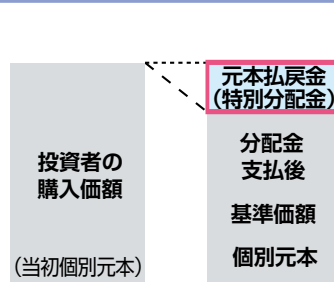 投資者の
購入価額
(当初個別元本)
元本払戻金
(特別分配金)
分配金
支払後
基準価額
個別元本